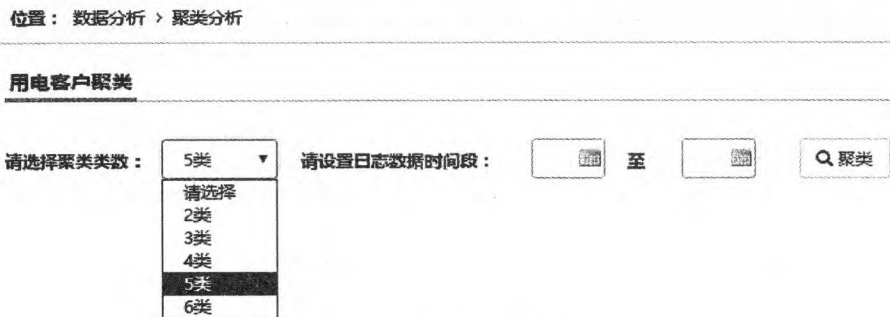 位置： 数据分析 > 聚类分析
用电客户聚类
请选择聚类类数： 5类 ▼ 请设置日志数据时间段： 至 聚类
请选择
2类
3类
4类
5类
6类